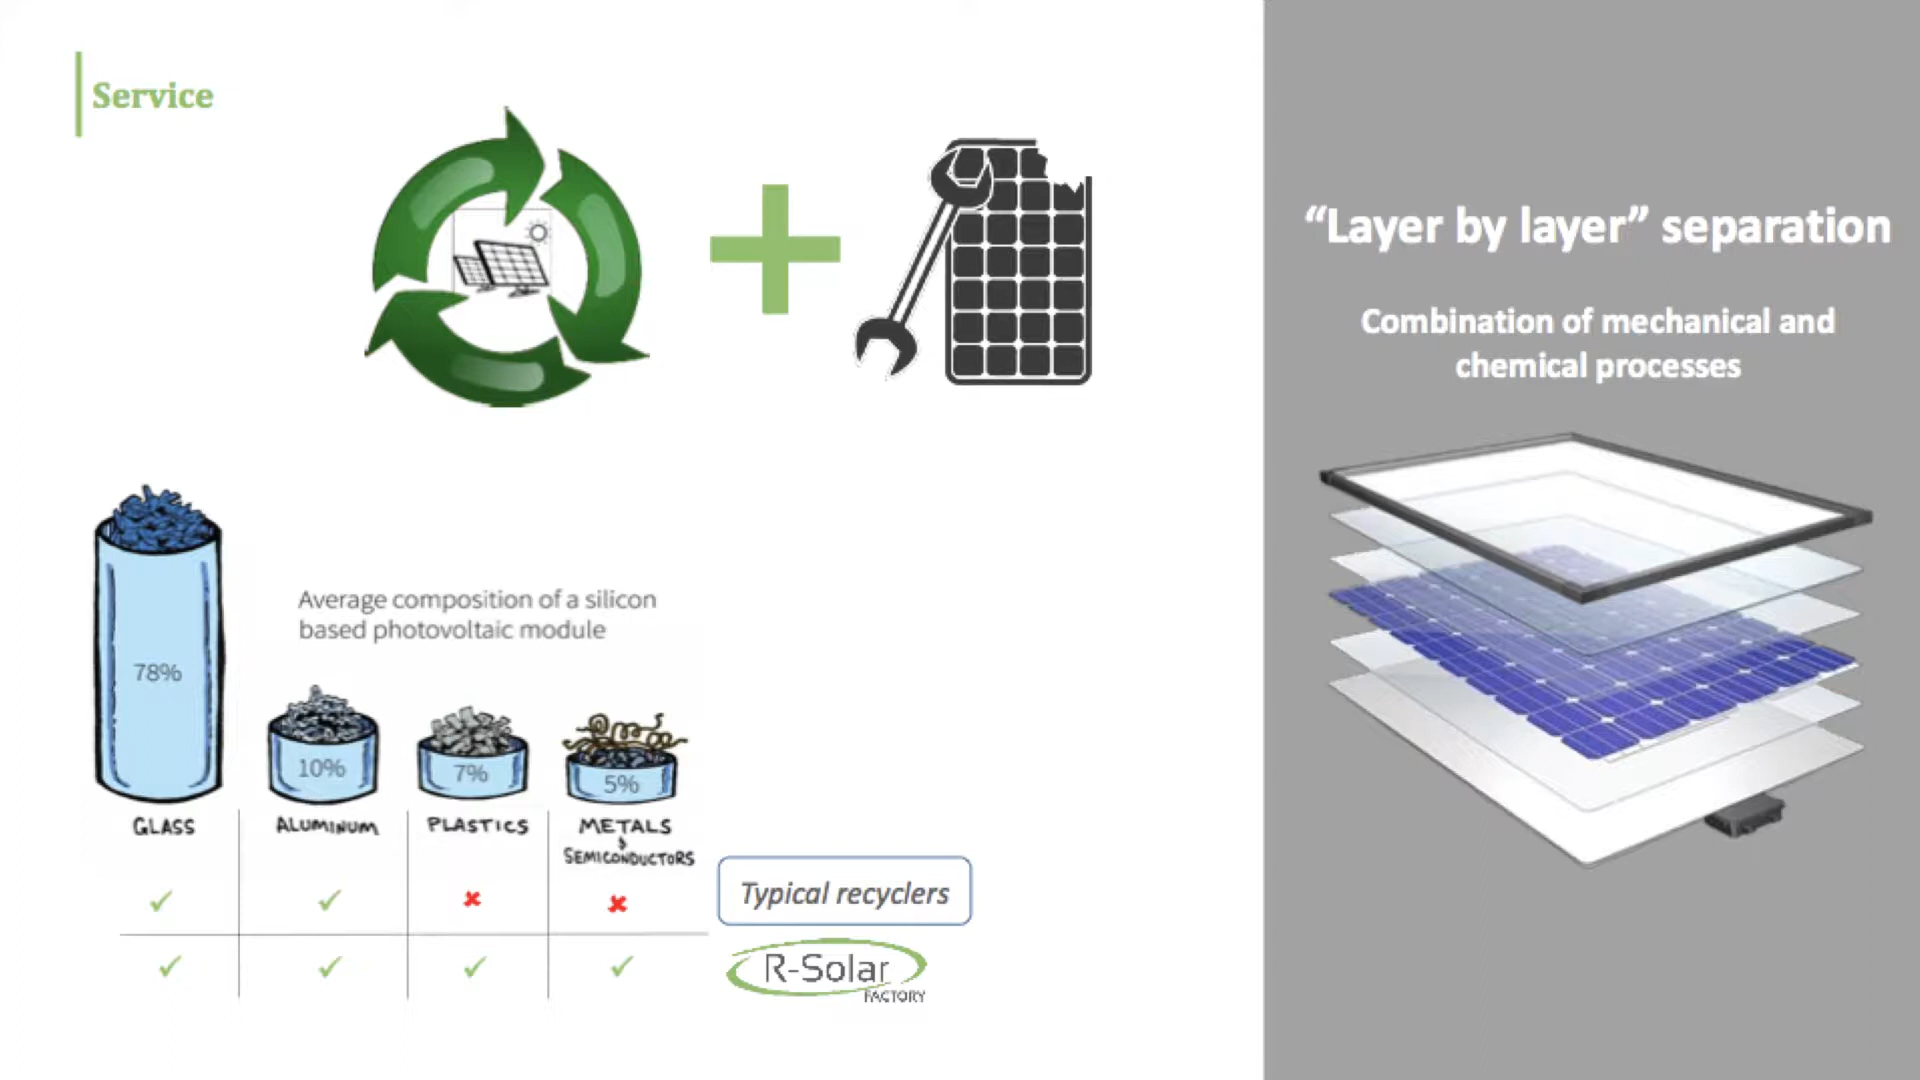 Service
“Layer by layer” separation
Combination of mechanical and
chemical processes
Average composition of a silicon
based photovoltaic module
78%
10%
7%
5%
GLASS
ALUMINUM
PLASTICS
METALS
&
SEMICONDUCTORS
Typical recyclers
R-Solar
FACTORY